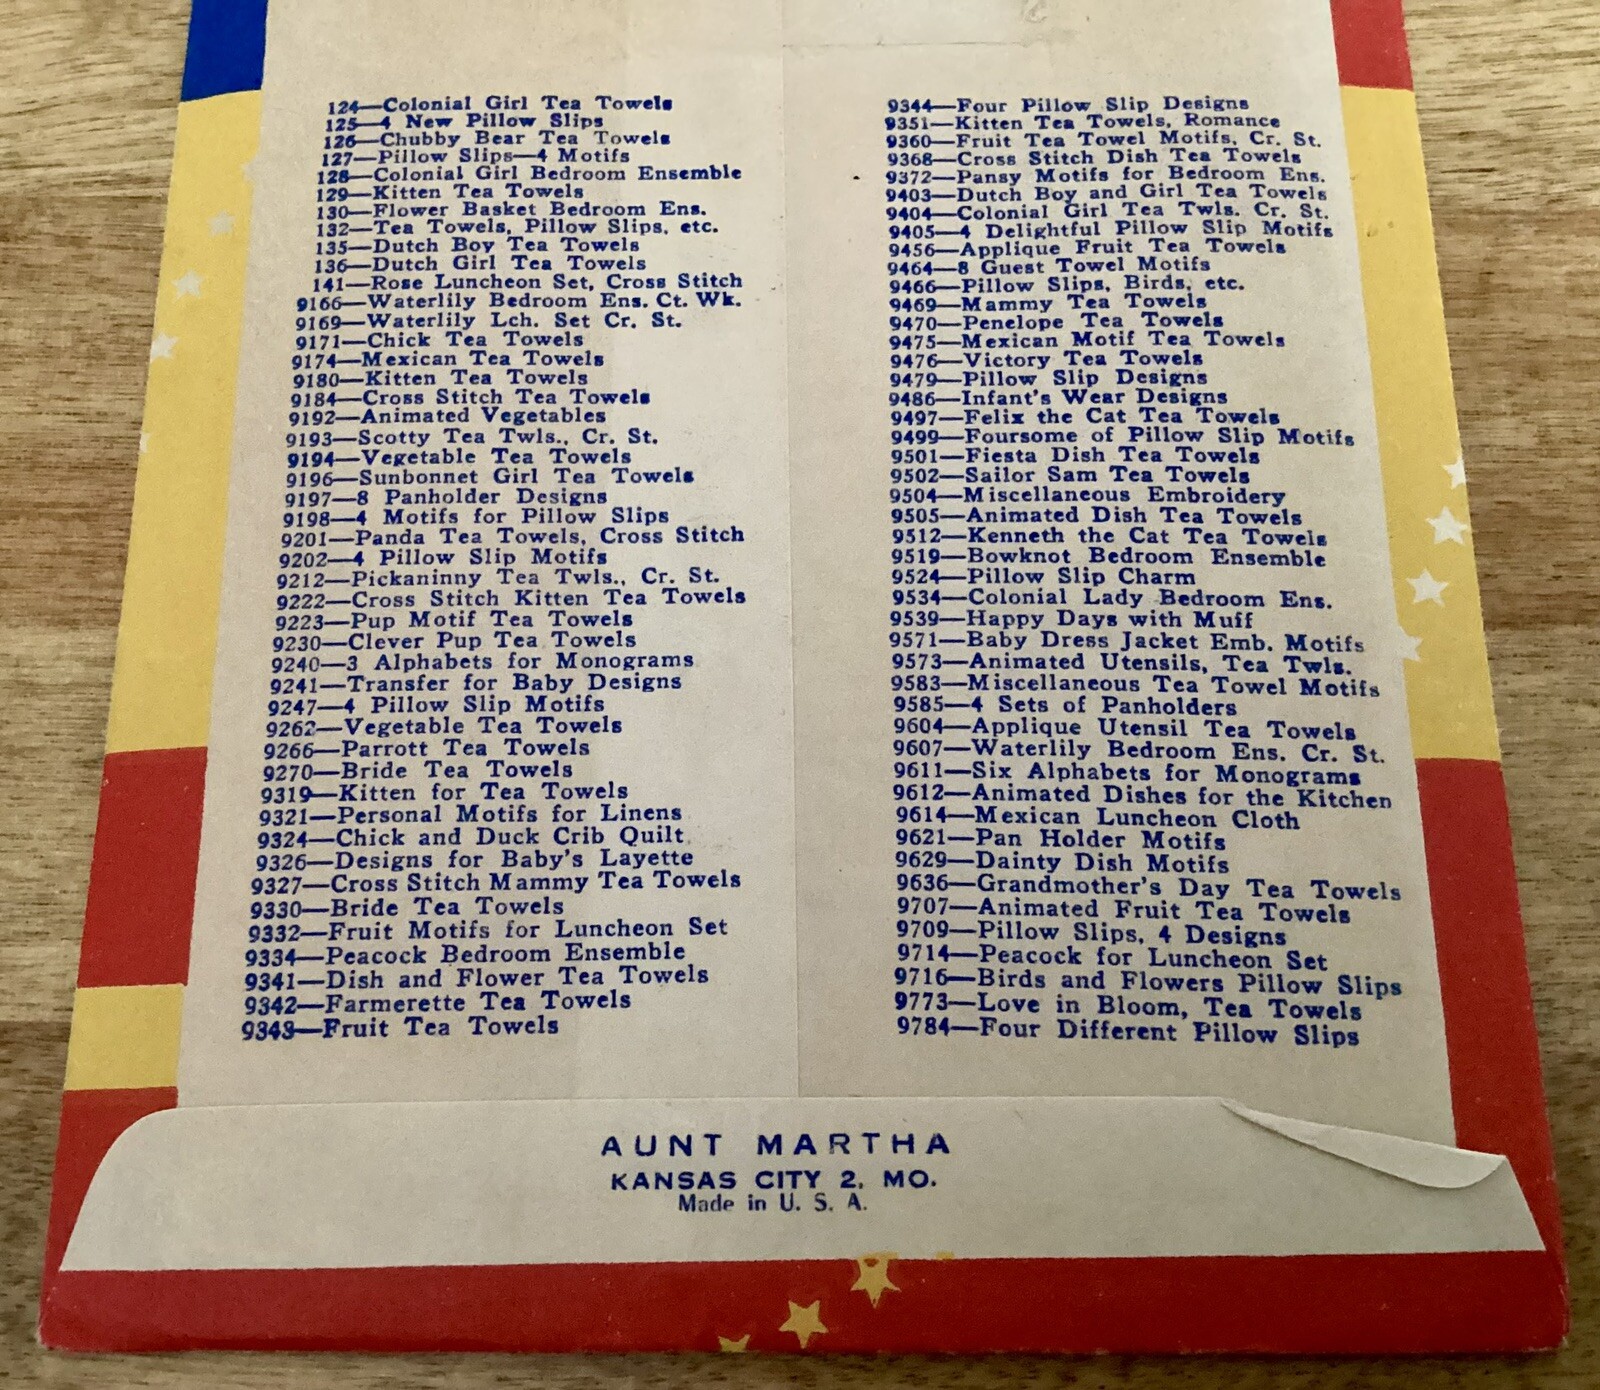 124—Colonial Girl Tea Towels
125—4 New Pillow Slips
126—Chubby Bear Tea Towels
127—Pillow Slips—4 Motifs
128—Colonial Girl Bedroom Ensemble
129—Kitten Tea Towels
130—Flower Basket Bedroom Ens.
132—Tea Towels, Pillow Slips, etc.
135—Dutch Boy Tea Towels
136—Dutch Girl Tea Towels
141—Rose Luncheon Set, Cross Stitch
9166—Waterlily Bedroom Ens. Ct. Wk.
9169—Waterlily Lch. Set Cr. St.
9171—Chick Tea Towels
9174—Mexican Tea Towels
9180—Kitten Tea Towels
9184—Cross Stitch Tea Towels
9192—Animated Vegetables
9193—Scotty Tea Twls., Cr. St.
9194—Vegetable Tea Towels
9196—Sunbonnet Girl Tea Towels
9197—8 Panholder Designs
9198—4 Motifs for Pillow Slips
9201—Panda Tea Towels, Cross Stitch
9202—4 Pillow Slip Motifs
9212—Pickaninny Tea Twls., Cr. St.
9222—Cross Stitch Kitten Tea Towels
9223—Pup Motif Tea Towels
9230—Clever Pup Tea Towels
9240—3 Alphabets for Monograms
9241—Transfer for Baby Designs
9247—4 Pillow Slip Motifs
9262—Vegetable Tea Towels
9266—Parrott Tea Towels
9270—Bride Tea Towels
9319—Kitten for Tea Towels
9321—Personal Motifs for Linens
9324—Chick and Duck Crib Quilt
9326—Designs for Baby's Layette
9327—Cross Stitch Mammy Tea Towels
9330—Bride Tea Towels
9332—Fruit Motifs for Luncheon Set
9334—Peacock Bedroom Ensemble
9341—Dish and Flower Tea Towels
9342—Farmerette Tea Towels
9343—Fruit Tea Towels
9344—Four Pillow Slip Designs
9351—Kitten Tea Towels, Romance
9360—Fruit Tea Towel Motifs, Cr. St.
9368—Cross Stitch Dish Tea Towels
9372—Pansy Motifs for Bedroom Ens.
9403—Dutch Boy and Girl Tea Towels
9404—Colonial Girl Tea Twls. Cr. St.
9405—4 Delightful Pillow Slip Motifs
9456—Applique Fruit Tea Towels
9464—8 Guest Towel Motifs
9466—Pillow Slips, Birds, etc.
9469—Mammy Tea Towels
9470—Penelope Tea Towels
9475—Mexican Motif Tea Towels
9476—Victory Tea Towels
9479—Pillow Slip Designs
9486—Infant's Wear Designs
9497—Felix the Cat Tea Towels
9499—Foursome of Pillow Slip Motifs
9501—Fiesta Dish Tea Towels
9502—Sailor Sam Tea Towels
9504—Miscellaneous Embroidery
9505—Animated Dish Tea Towels
9512—Kenneth the Cat Tea Towels
9519—Bowknot Bedroom Ensemble
9524—Pillow Slip Charm
9534—Colonial Lady Bedroom Ens.
9539—Happy Days with Muff
9571—Baby Dress Jacket Emb. Motifs
9573—Animated Utensils, Tea Twls.
9583—Miscellaneous Tea Towel Motifs
9585—4 Sets of Panholders
9604—Applique Utensil Tea Towels
9607—Waterlily Bedroom Ens. Cr. St.
9611—Six Alphabets for Monograms
9612—Animated Dishes for the Kitchen
9614—Mexican Luncheon Cloth
9621—Pan Holder Motifs
9629—Dainty Dish Motifs
9636—Grandmother's Day Tea Towels
9707—Animated Fruit Tea Towels
9709—Pillow Slips, 4 Designs
9714—Peacock for Luncheon Set
9716—Birds and Flowers Pillow Slips
9773—Love in Bloom, Tea Towels
9784—Four Different Pillow Slips
AUNT MARTHA
KANSAS CITY 2, MO.
Made in U. S. A.